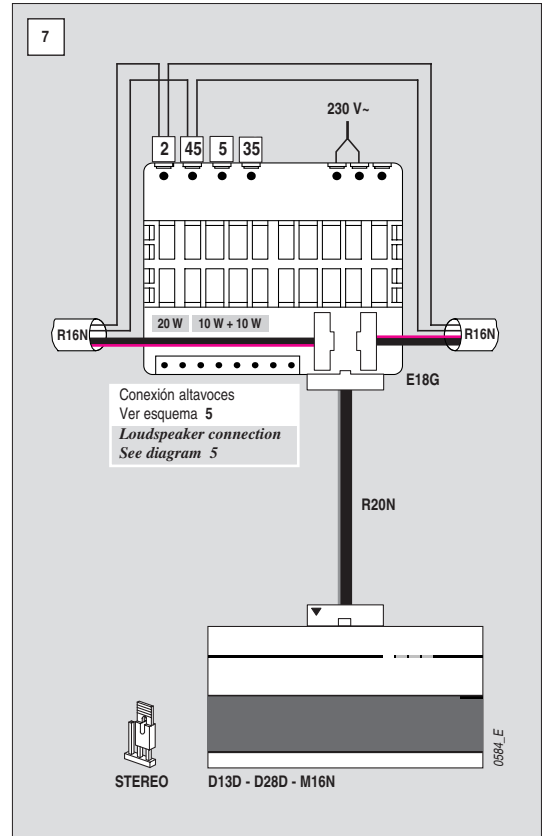 7
230 V~
2 45 5 35
R16N
20 W 10 W + 10 W
R16N
E18G
Conexión altavoces
Ver esquema 5
Loudspeaker connection
See diagram 5
R20N
0584_E
STEREO
D13D - D28D - M16N